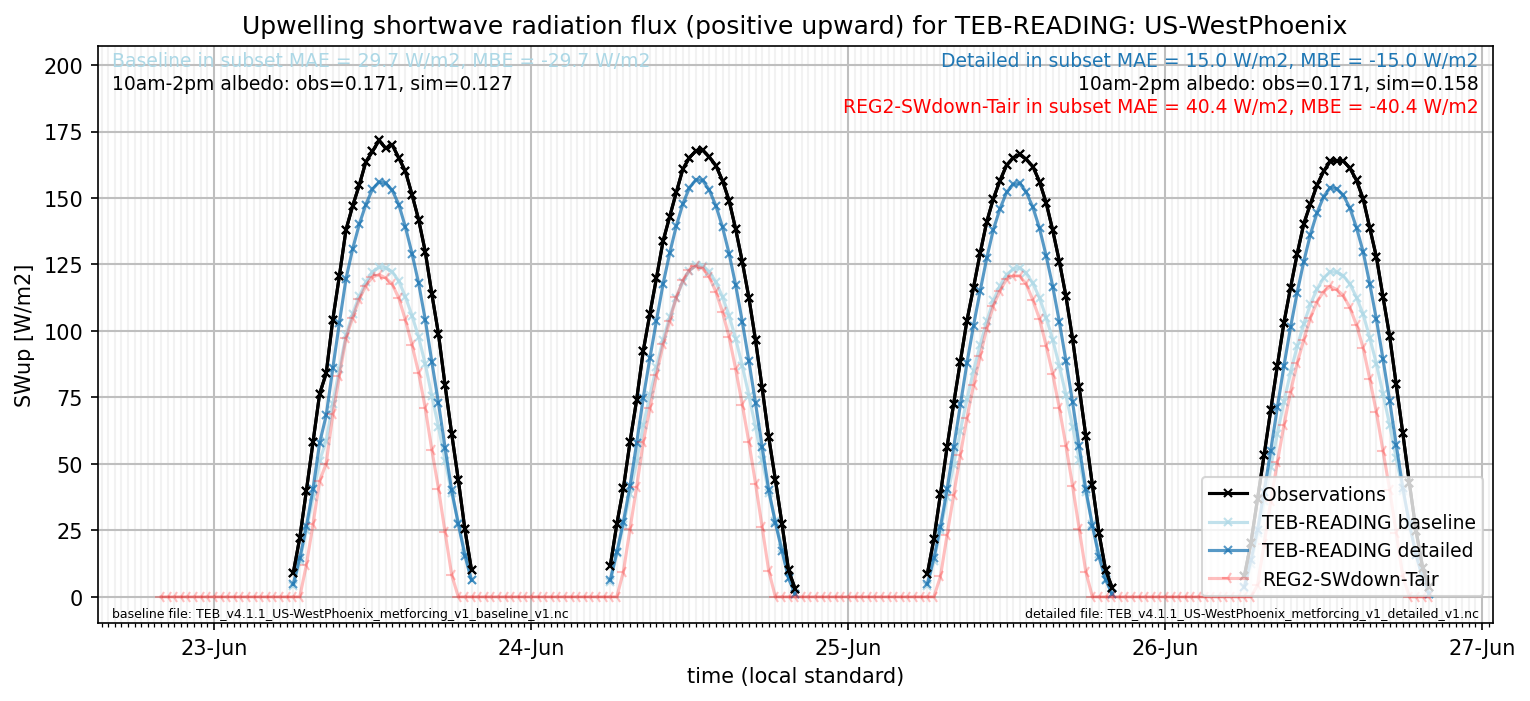 Upwelling shortwave radiation flux (positive upward) for TEB-READING: US-WestPhoenix
Baseline in subset MAE = 29.7 W/m2, MBE = -29.7 W/m2
Detailed in subset MAE = 15.0 W/m2, MBE = -15.0 W/m2
10am-2pm albedo: obs=0.171, sim=0.127
10am-2pm albedo: obs=0.171, sim=0.158
REG2-SWdown-Tair in subset MAE = 40.4 W/m2, MBE = -40.4 W/m2
SWup [W/m2]
200
175
150
125
100
75
50
25
0
Observations
TEB-READING baseline
TEB-READING detailed
REG2-SWdown-Tair
baseline file: TEB_v4.1.1_US-WestPhoenix_metforcing_v1_baseline_v1.nc
detailed file: TEB_v4.1.1_US-WestPhoenix_metforcing_v1_detailed_v1.nc
23-Jun
24-Jun
25-Jun
26-Jun
27-Jun
time (local standard)